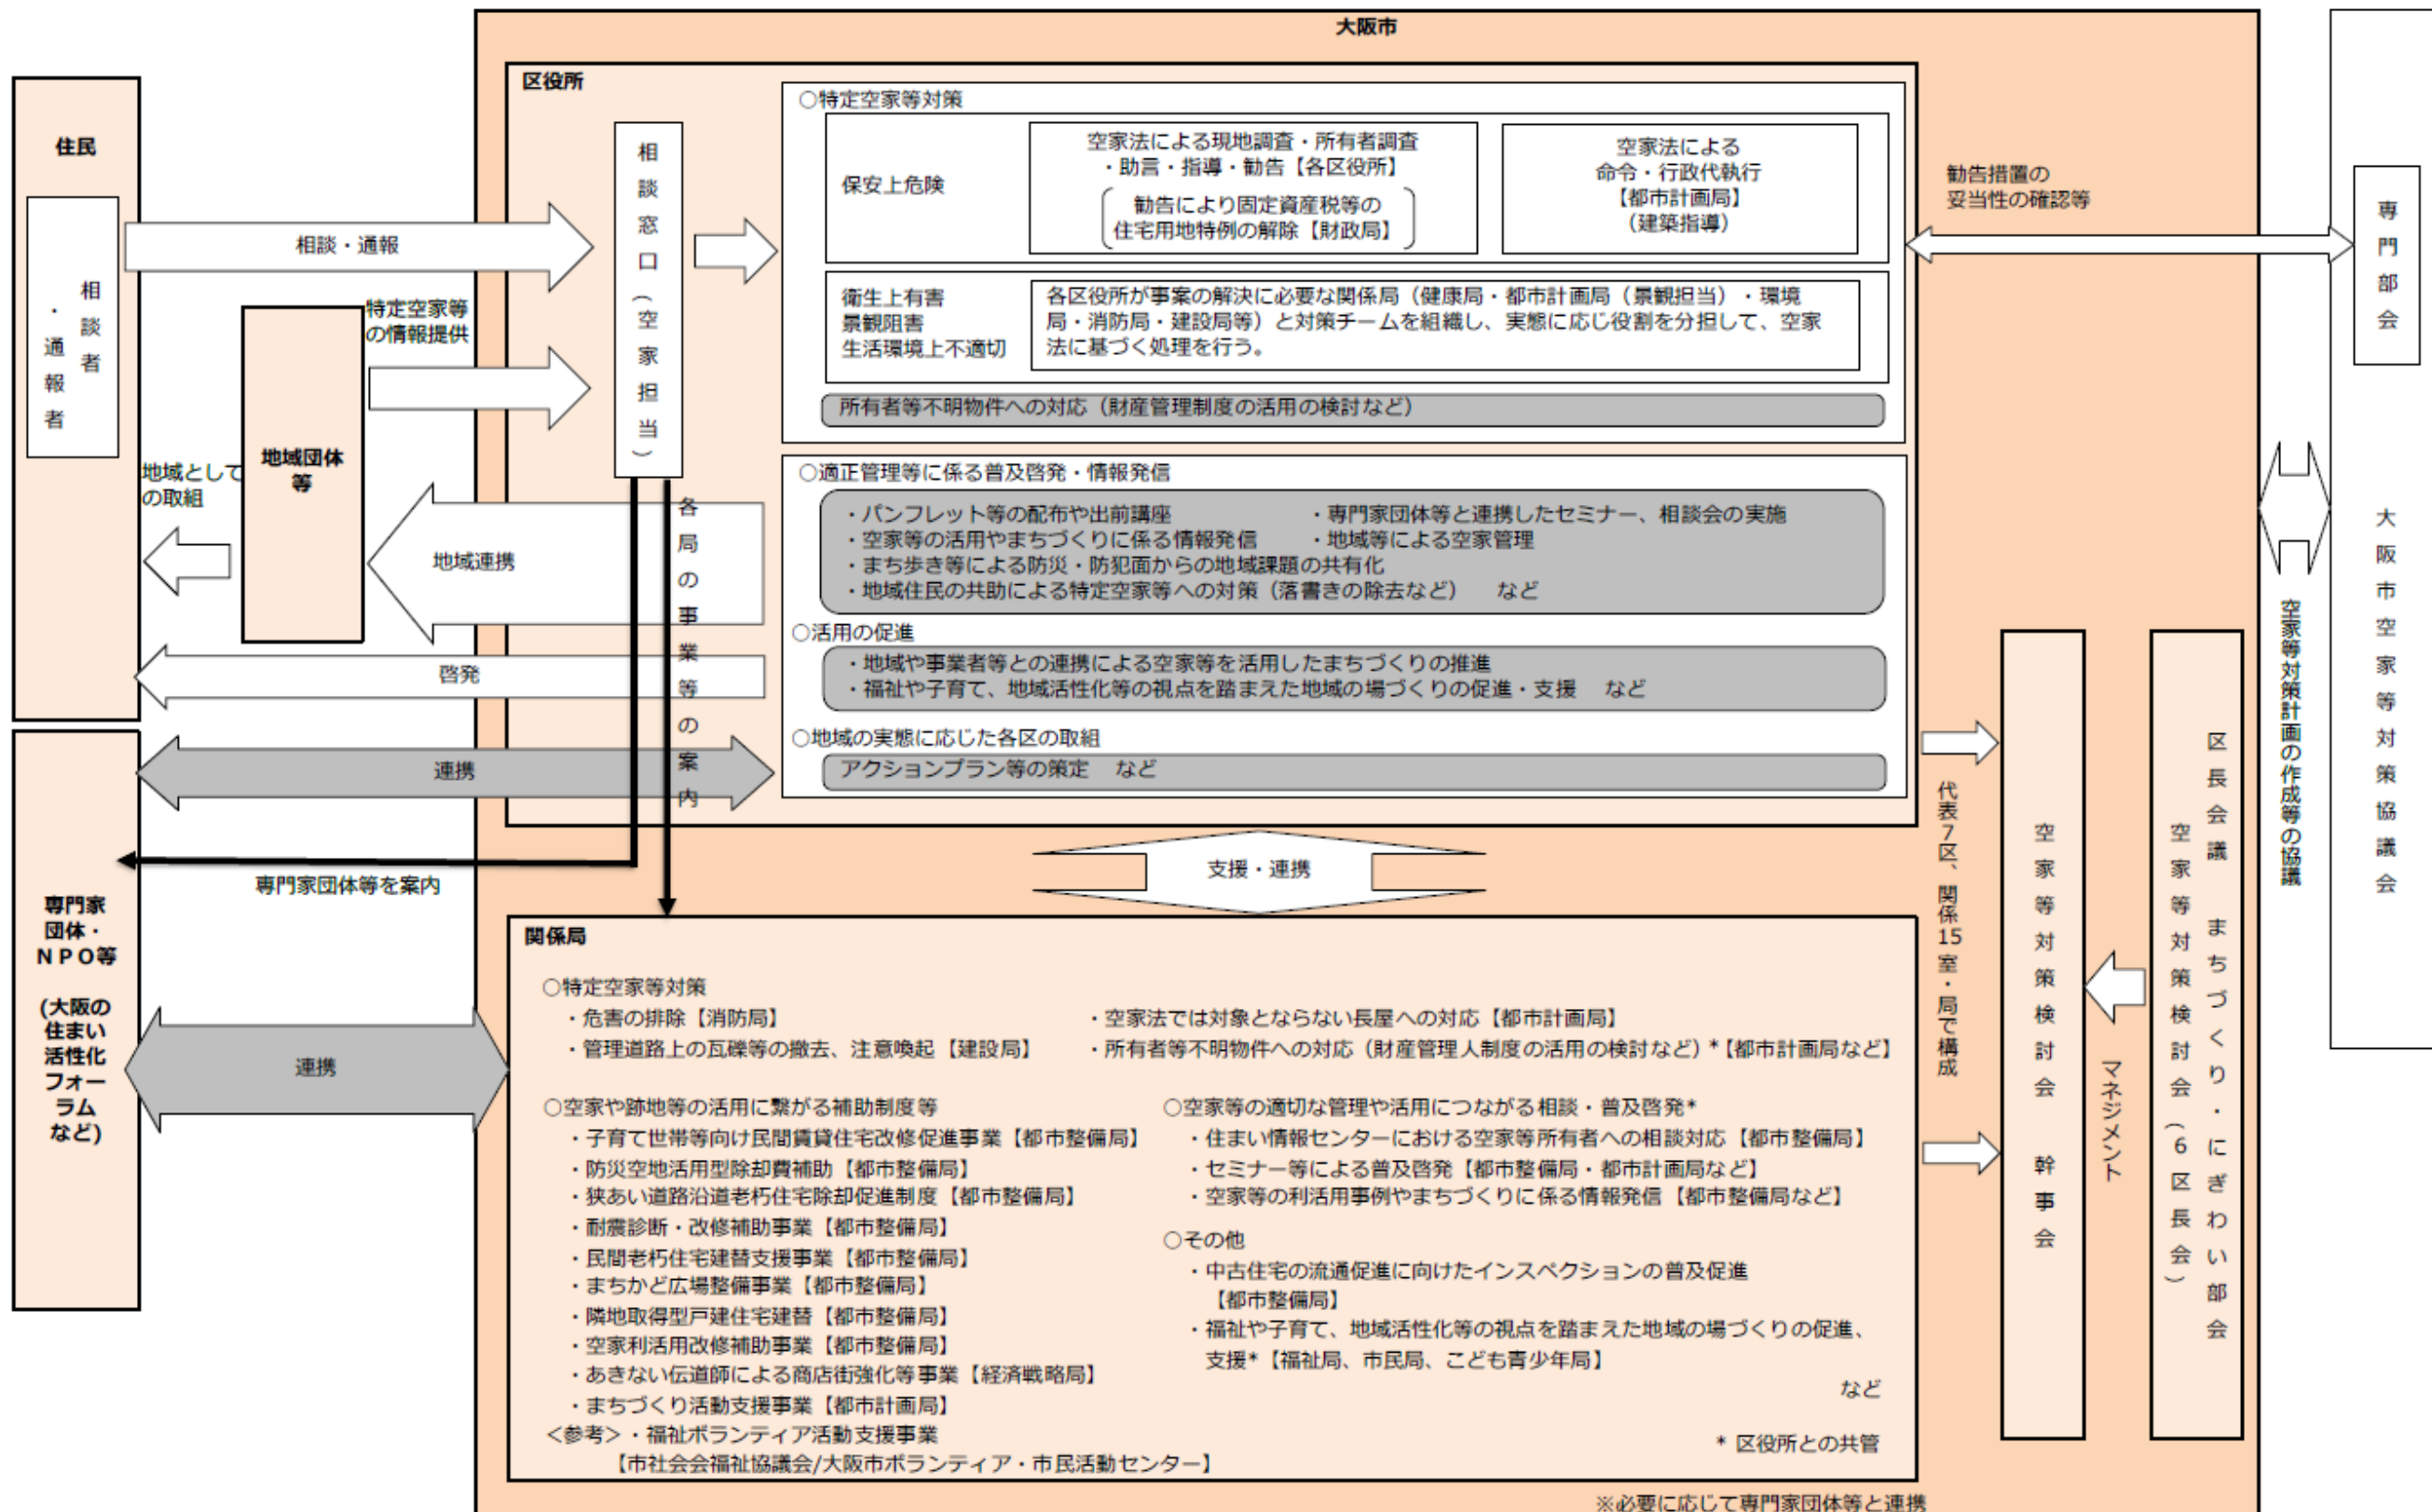 大阪市
住民
相談者
・通報者
相談・通報
特定空家等
の情報提供
地域団体
等
地域として
の取組
地域連携
啓発
連携
専門家団体等を案内
専門家
団体・
ＮＰＯ等
(大阪の
住まい
活性化
フォー
ラム
など)
連携
区役所
相談窓口（空家担当）
各局の事業等の案内
○特定空家等対策
保安上危険
空家法による現地調査・所有者調査
・助言・指導・勧告【各区役所】
勧告により固定資産税等の
住宅用地特例の解除【財政局】
空家法による
命令・行政代執行
【都市計画局】
（建築指導）
衛生上有害
景観阻害
生活環境上不適切
各区役所が事案の解決に必要な関係局（健康局・都市計画局（景観担当）・環境
局・消防局・建設局等）と対策チームを組織し、実態に応じ役割を分担して、空家
法に基づく処理を行う。
所有者等不明物件への対応（財産管理制度の活用の検討など）
○適正管理等に係る普及啓発・情報発信
・パンフレット等の配布や出前講座　・専門家団体等と連携したセミナー、相談会の実施
・空家等の活用やまちづくりに係る情報発信　・地域等による空家管理
・まち歩き等による防災・防犯面からの地域課題の共有化
・地域住民の共助による特定空家等への対策（落書きの除去など）　など
○活用の促進
・地域や事業者等との連携による空家等を活用したまちづくりの推進
・福祉や子育て、地域活性化等の視点を踏まえた地域の場づくりの促進・支援　など
○地域の実態に応じた各区の取組
アクションプラン等の策定　など
支援・連携
関係局
○特定空家等対策
・危害の排除【消防局】　・空家法では対象とならない長屋への対応【都市計画局】
・管理道路上の瓦礫等の撤去、注意喚起【建設局】　・所有者等不明物件への対応（財産管理人制度の活用の検討など）*【都市計画局など】
○空家や跡地等の活用に繋がる補助制度等
・子育て世帯等向け民間賃貸住宅改修促進事業【都市整備局】
・防災空地活用型除却費補助【都市整備局】
・狭あい道路沿道老朽住宅除却促進制度【都市整備局】
・耐震診断・改修補助事業【都市整備局】
・民間老朽住宅建替支援事業【都市整備局】
・まちかど広場整備事業【都市整備局】
・隣地取得型戸建住宅建替【都市整備局】
・空家利活用改修補助事業【都市整備局】
・あきない伝道師による商店街強化等事業【経済戦略局】
・まちづくり活動支援事業【都市計画局】
＜参考＞・福祉ボランティア活動支援事業
【市社会会福祉協議会/大阪市ボランティア・市民活動センター】
○空家等の適切な管理や活用につながる相談・普及啓発*
・住まい情報センターにおける空家等所有者への相談対応【都市整備局】
・セミナー等による普及啓発【都市整備局・都市計画局など】
・空家等の利活用事例やまちづくりに係る情報発信【都市整備局など】
○その他
・中古住宅の流通促進に向けたインスペクションの普及促進
【都市整備局】
・福祉や子育て、地域活性化等の視点を踏まえた地域の場づくりの促進、
支援*【福祉局、市民局、こども青少年局】
など
* 区役所との共管
※必要に応じて専門家団体等と連携
勧告措置の
妥当性の確認等
代表７区、関係15室・局で構成
空家等対策検討会　幹事会
マネジメント
区長会議　まちづくり・にぎわい部会
空家等対策検討会（６区長会）
空家等対策計画の作成等の協議
専門部会
大阪市空家等対策協議会